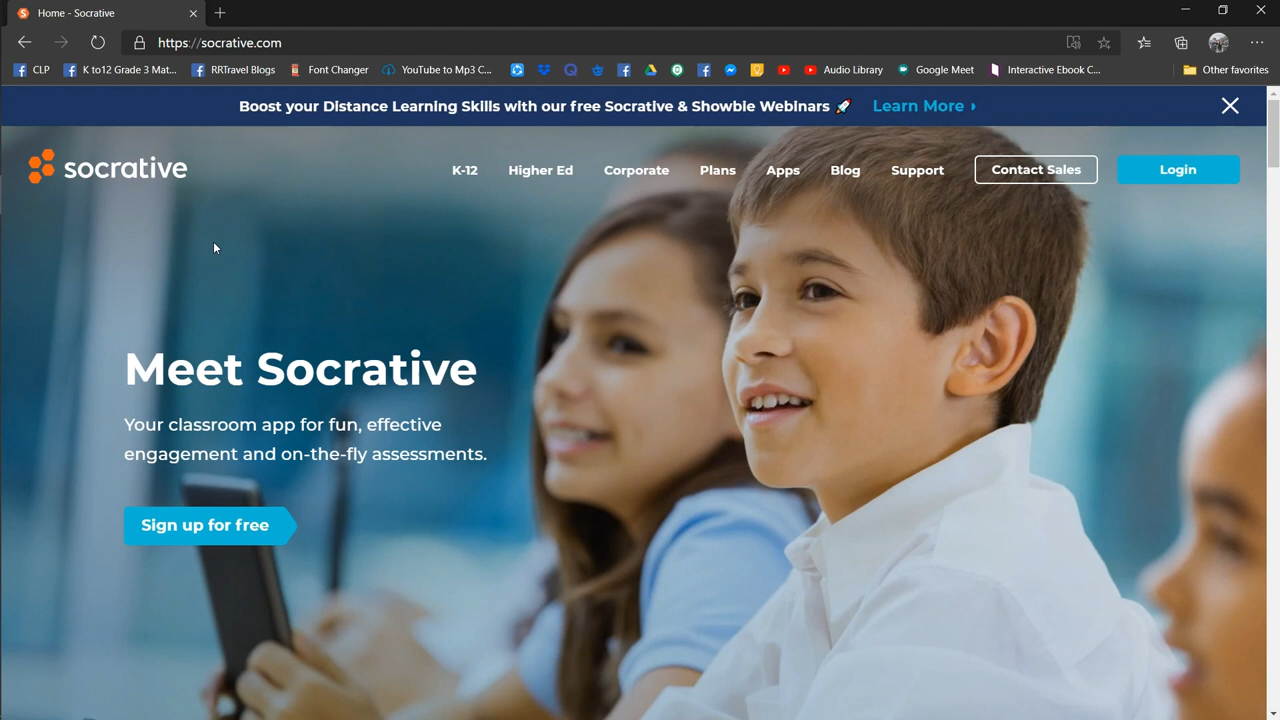 Home - Socrative
https://socrative.com
CLP
K to12 Grade 3 Mat...
RRTravel Blogs
Font Changer
YouTube to Mp3 C...
Audio Library
Google Meet
Interactive Ebook C...
Other favorites
Boost your Distance Learning Skills with our free Socrative & Showbie Webinars 🚀 Learn More
socrative
K-12
Higher Ed
Corporate
Plans
Apps
Blog
Support
Contact Sales
Login
Meet Socrative
Your classroom app for fun, effective
engagement and on-the-fly assessments.
Sign up for free